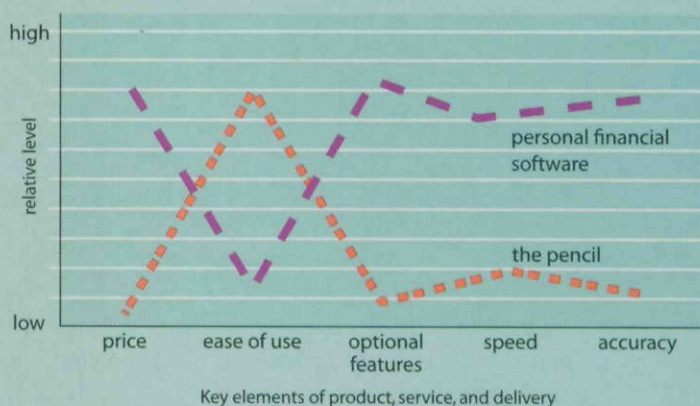 high
relative level
personal financial
software
the pencil
low
price
ease of use
optional
features
speed
accuracy
Key elements of product, service, and delivery